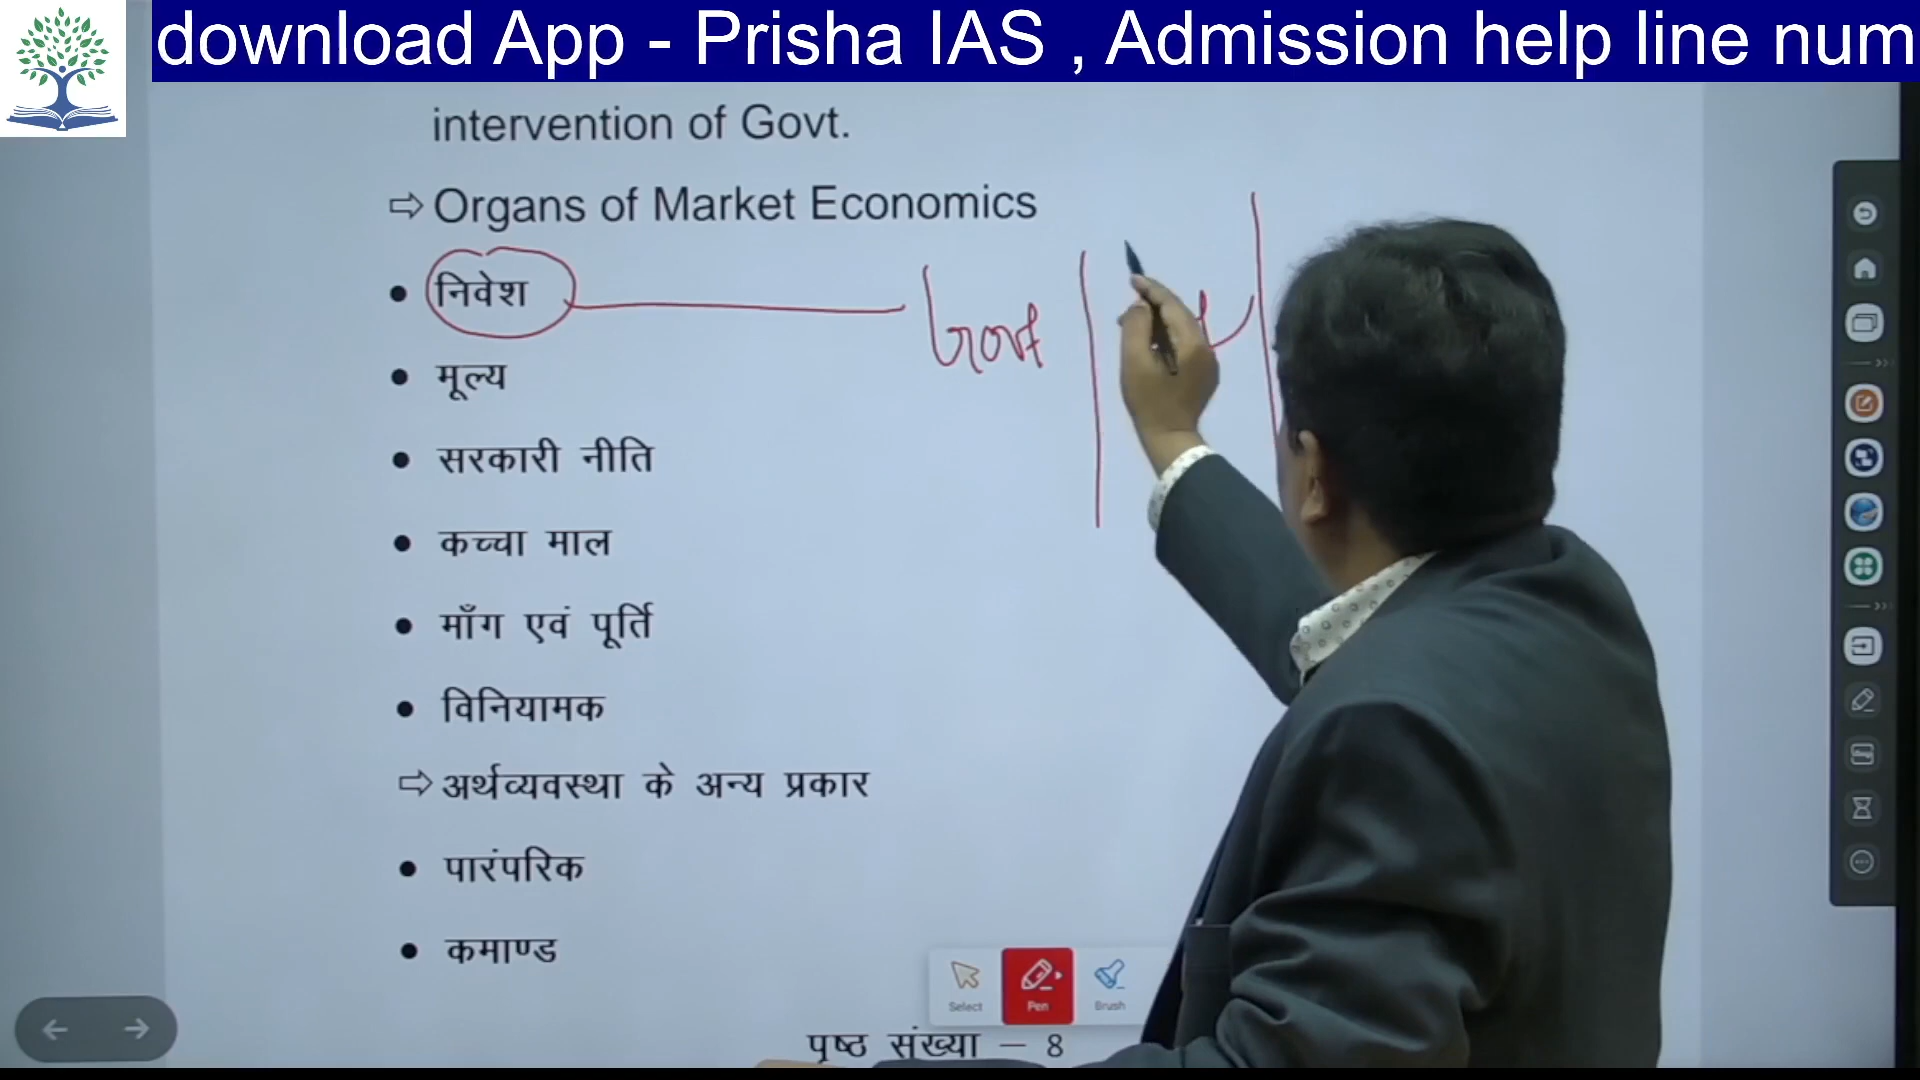 download App - Prisha IAS , Admission help line num
intervention of Govt.
⇨ Organs of Market Economics
• निवेश
Govt
• मूल्य
• सरकारी नीति
• कच्चा माल
• माँग एवं पूर्ति
• विनियामक
⇨ अर्थव्यवस्था के अन्य प्रकार
• पारंपरिक
• कमाण्ड
Select Pen Brush
पृष्ठ संख्या – 8